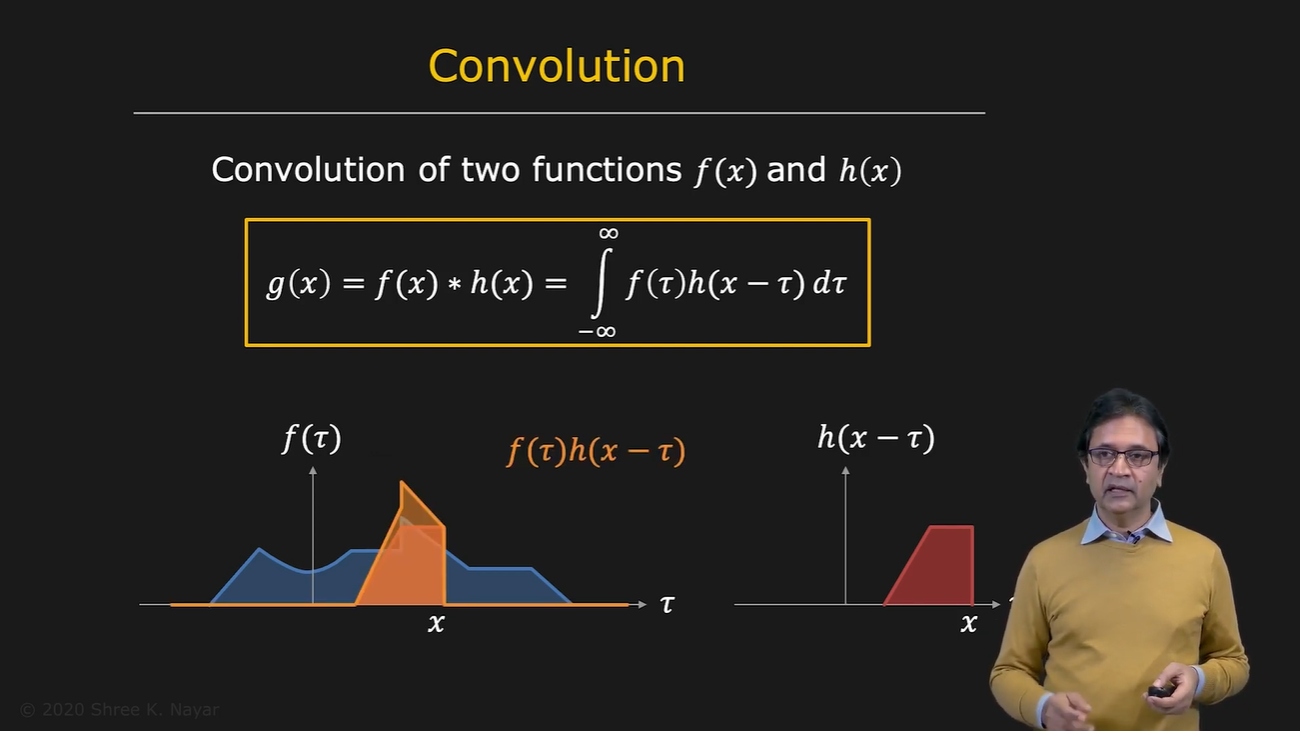 Convolution
Convolution of two functions f(x) and h(x)
g(x) = f(x) ∗ h(x) = ∫_{−∞}^{∞} f(τ)h(x − τ) dτ
f(τ)
f(τ)h(x − τ)
h(x − τ)
τ
x
x
© 2020 Shree K. Nayar